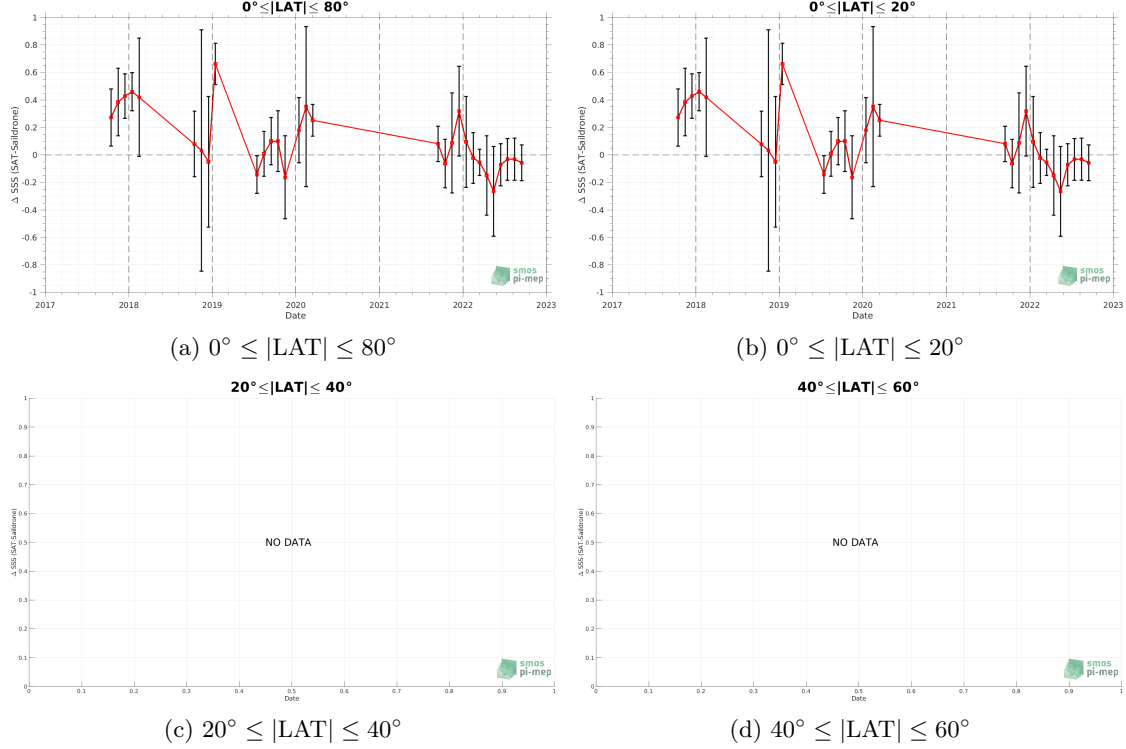 0°≤|LAT|≤ 80°
1
0.8
0.6
0.4
0.2
0
-0.2
-0.4
-0.6
-0.8
-1
Δ SSS (SAT-Saildrone)
2017 2018 2019 2020 2021 2022 2023
Date
smos
pi-mep
(a) 0° ≤ |LAT| ≤ 80°
0°≤|LAT|≤ 20°
1
0.8
0.6
0.4
0.2
0
-0.2
-0.4
-0.6
-0.8
-1
Δ SSS (SAT-Saildrone)
2017 2018 2019 2020 2021 2022 2023
Date
smos
pi-mep
(b) 0° ≤ |LAT| ≤ 20°
20°≤|LAT|≤ 40°
1
0.9
0.8
0.7
0.6
0.5
0.4
0.3
0.2
0.1
0
Δ SSS (SAT-Saildrone)
NO DATA
0 0.1 0.2 0.3 0.4 0.5 0.6 0.7 0.8 0.9 1
Date
smos
pi-mep
(c) 20° ≤ |LAT| ≤ 40°
40°≤|LAT|≤ 60°
1
0.9
0.8
0.7
0.6
0.5
0.4
0.3
0.2
0.1
0
Δ SSS (SAT-Saildrone)
NO DATA
0 0.1 0.2 0.3 0.4 0.5 0.6 0.7 0.8 0.9 1
Date
smos
pi-mep
(d) 40° ≤ |LAT| ≤ 60°